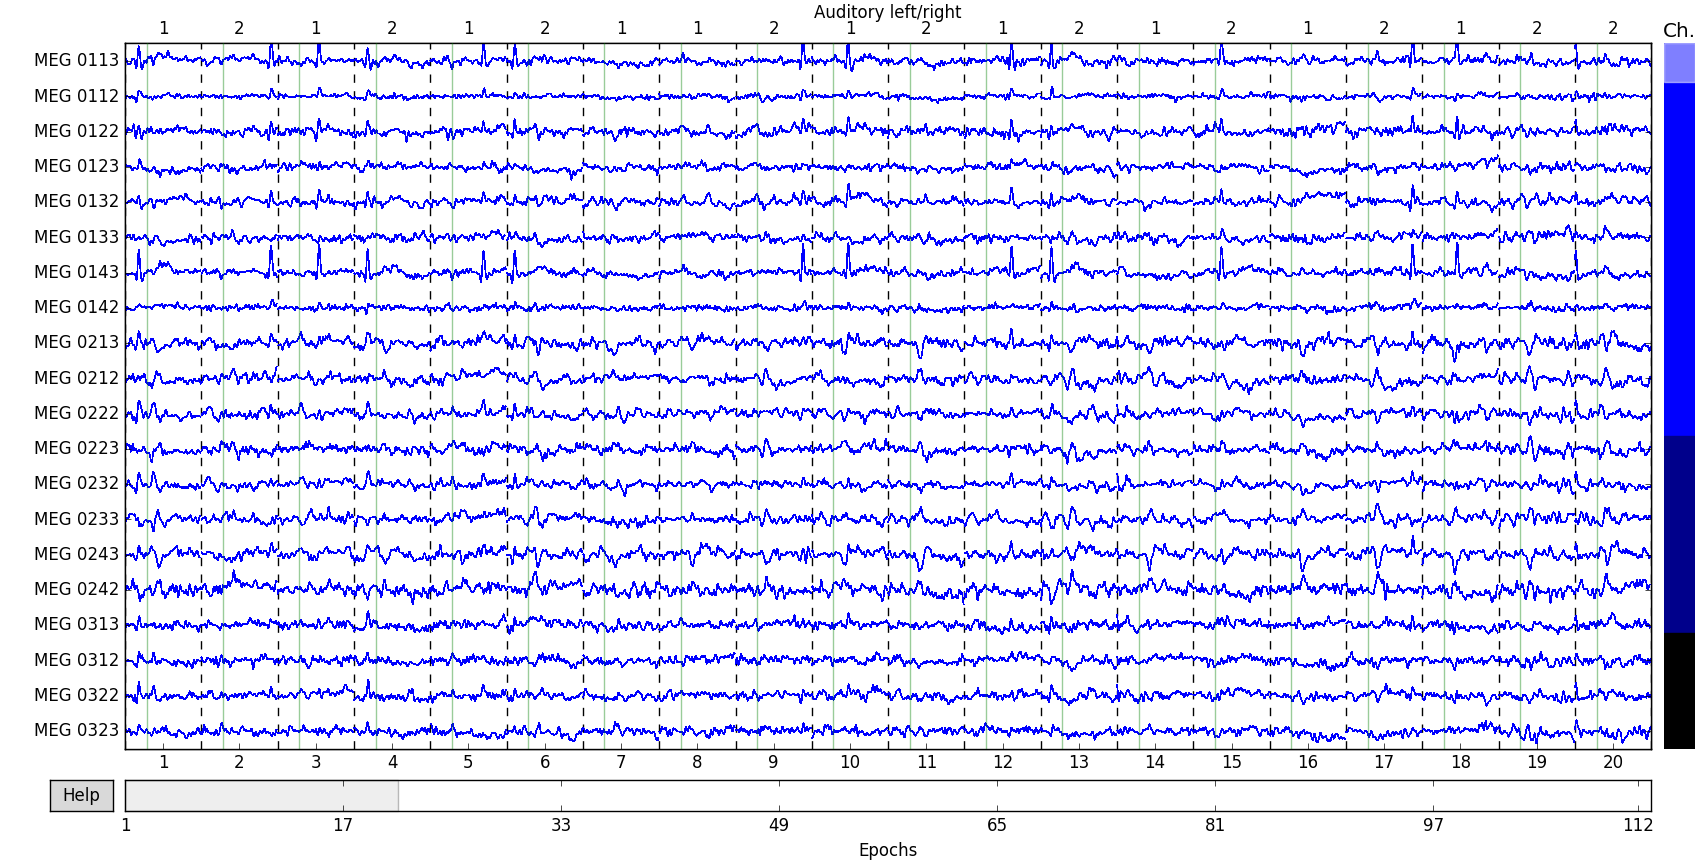 Auditory left/right
1 2 1 2 1 2 1 1 2 1 2 1 2 1 2 1 2 1 2 2
Ch.
MEG 0113
MEG 0112
MEG 0122
MEG 0123
MEG 0132
MEG 0133
MEG 0143
MEG 0142
MEG 0213
MEG 0212
MEG 0222
MEG 0223
MEG 0232
MEG 0233
MEG 0243
MEG 0242
MEG 0313
MEG 0312
MEG 0322
MEG 0323
1 2 3 4 5 6 7 8 9 10 11 12 13 14 15 16 17 18 19 20
Help
1 17 33 49 65 81 97 112
Epochs